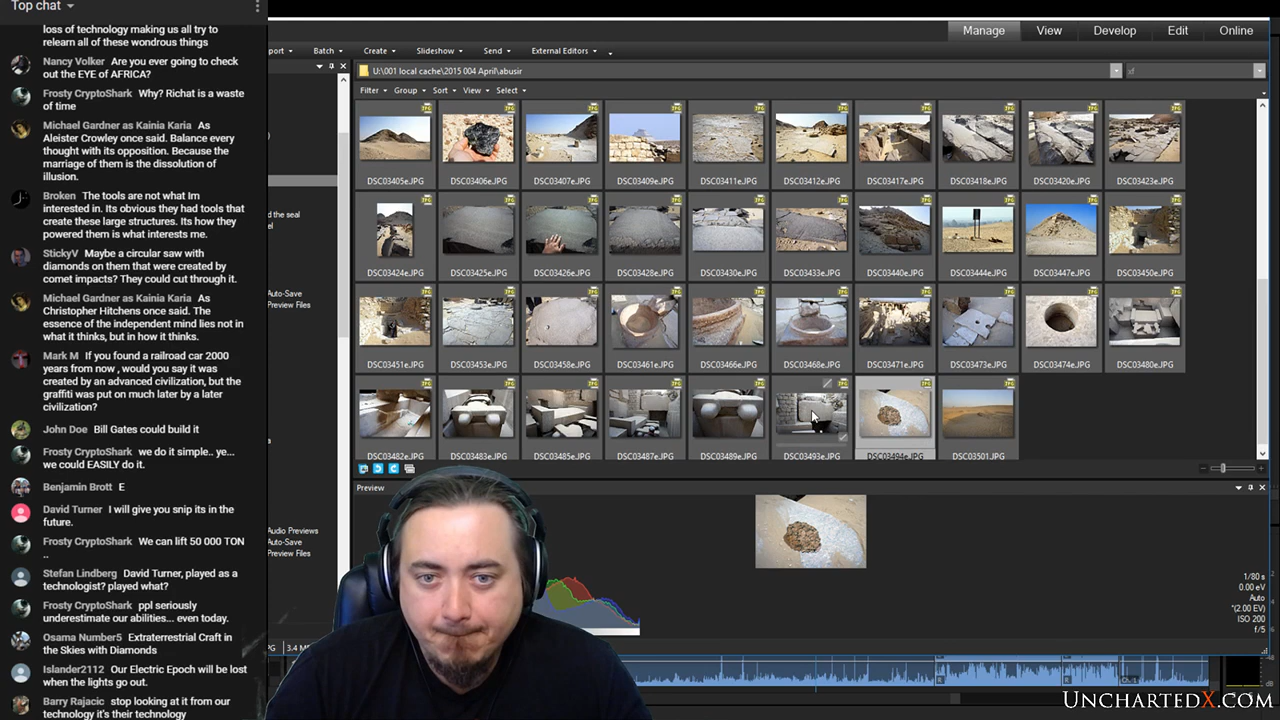 Top chat
loss of technology making us all try to
relearn all of these wondrous things
Nancy Volker Are you ever going to check
out the EYE of AFRICA?
Frosty CryptoShark Why? Richat is a waste
of time
Michael Gardner as Kainia Karia As
Aleister Crowley once said. Balance every
thought with its opposition. Because the
marriage of them is the dissolution of
illusion.
Broken The tools are not what Im
interested in. Its obvious they had tools that
create these large structures. Its how they
powered them is what interests me.
StickyV Maybe a circular saw with
diamonds on them that were created by
comet impacts? They could cut through it.
Michael Gardner as Kainia Karia As
Christopher Hitchens once said. The
essence of the independent mind lies not in
what it thinks, but in how it thinks.
Mark M If you found a railroad car 2000
years from now , would you say it was
created by an advanced civilization, but the
graffiti was put on much later by a later
civilization?
John Doe Bill Gates could build it
Frosty CryptoShark we do it simple.. ye...
we could EASILY do it.
Benjamin Brott E
David Turner I will give you snip its in the
future.
Frosty CryptoShark We can lift 50 000 TON
..
Stefan Lindberg David Turner, played as a
technologist? played what?
Frosty CryptoShark ppl seriously
underestimate our abilities... even today.
Osama Number5 Extraterrestrial Craft in
the Skies with Diamonds
Islander2112 Our Electric Epoch will be lost
when the lights go out.
Barry Rajacic stop looking at it from our
technology it's their technology
Manage View Develop Edit Online
port Batch Create Slideshow Send External Editors
U:\001 local cache\2015 004 April\abusir
Filter Group Sort View Select
DSC03405e.JPG DSC03406e.JPG DSC03407e.JPG DSC03409e.JPG DSC03411e.JPG DSC03412e.JPG DSC03417e.JPG DSC03418e.JPG DSC03420e.JPG DSC03423e.JPG
DSC03424e.JPG DSC03425e.JPG DSC03426e.JPG DSC03428e.JPG DSC03430e.JPG DSC03433e.JPG DSC03440e.JPG DSC03444e.JPG DSC03447e.JPG DSC03450e.JPG
DSC03451e.JPG DSC03453e.JPG DSC03458e.JPG DSC03461e.JPG DSC03466e.JPG DSC03468e.JPG DSC03471e.JPG DSC03473e.JPG DSC03474e.JPG DSC03480e.JPG
DSC03482e.JPG DSC03483e.JPG DSC03485e.JPG DSC03487e.JPG DSC03489e.JPG DSC03493e.JPG DSC03494e.JPG DSC03501.JPG
d the seal
el
Auto-Save
Preview Files
Audio Previews
Auto-Save
Preview Files
Preview
1/80 s
0.00 eV
Auto
*(2.00 EV)
ISO 200
f/5
PG 3.4 M
UnchartedX.com